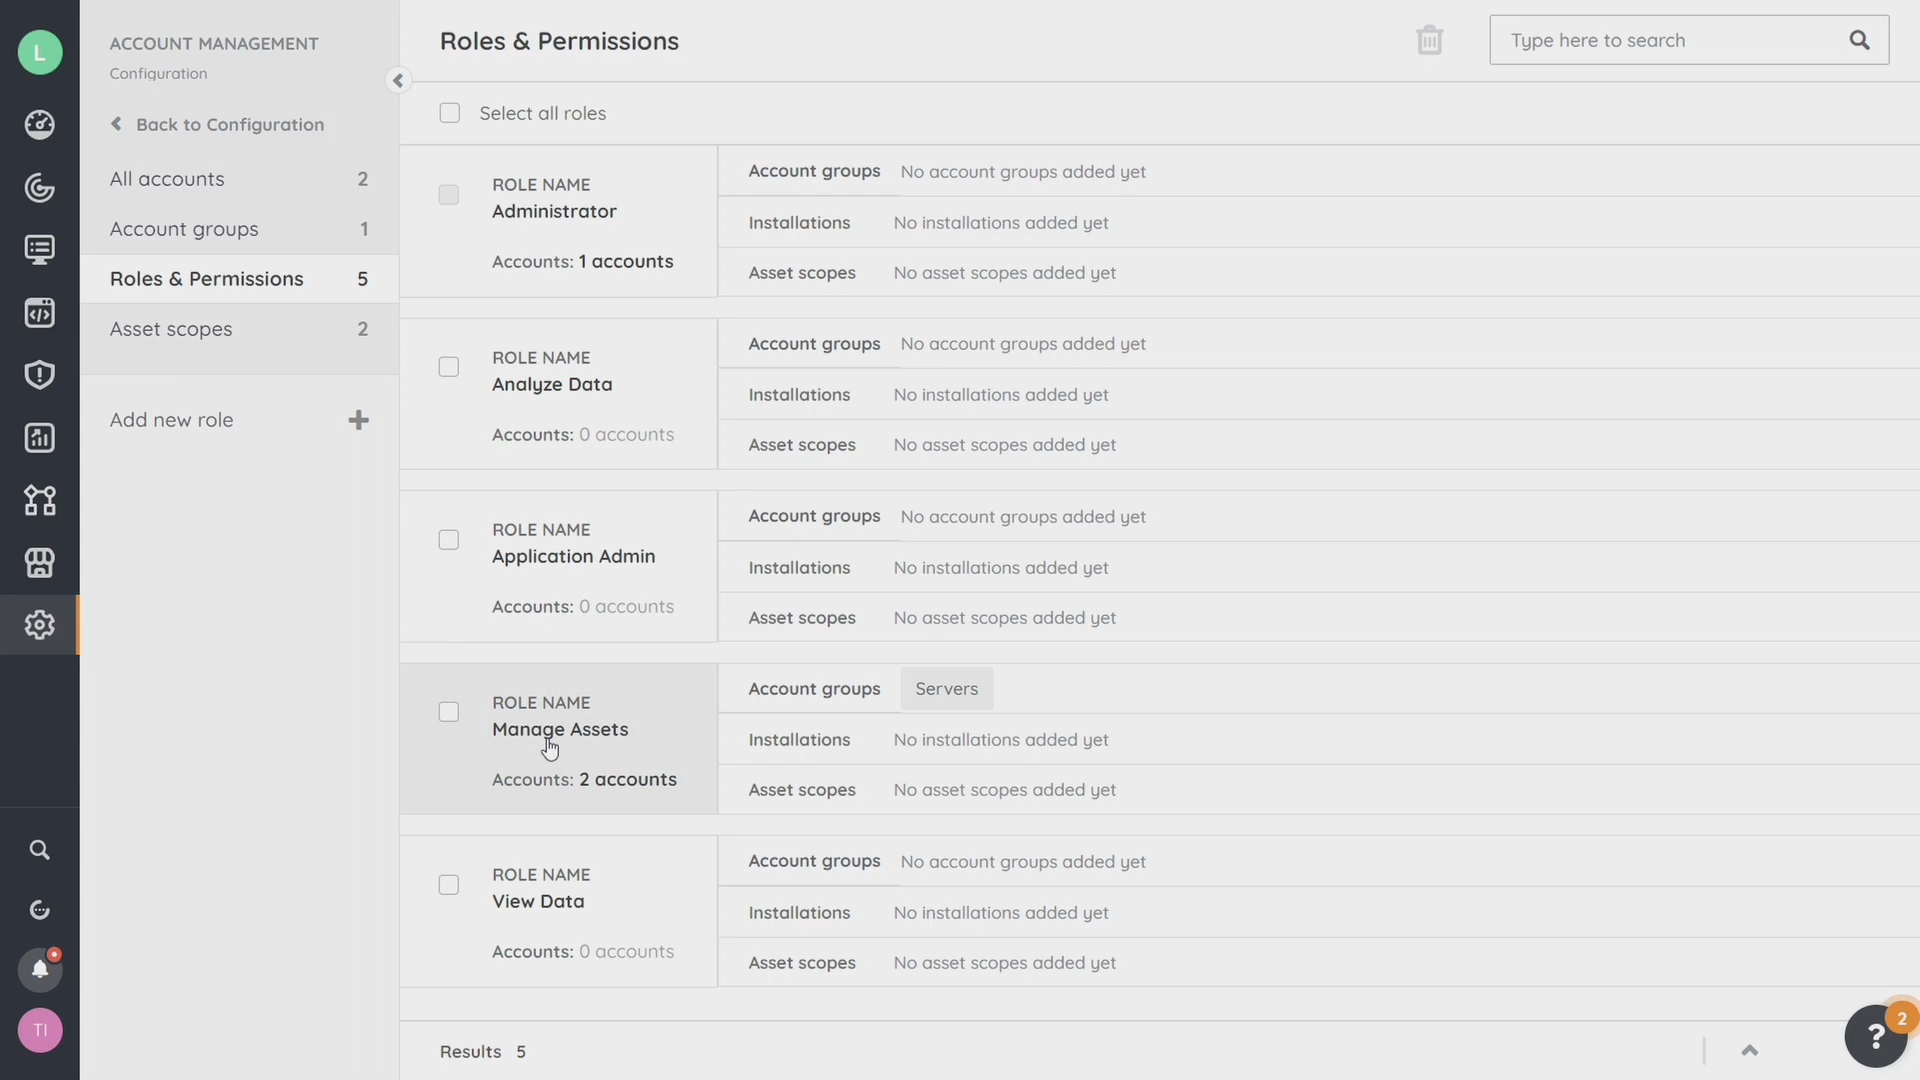 L
ACCOUNT MANAGEMENT
Configuration
Back to Configuration
All accounts 2
Account groups 1
Roles & Permissions 5
Asset scopes 2
Add new role
TI
Roles & Permissions
Type here to search
Select all roles
ROLE NAME
Administrator
Accounts: 1 accounts
Account groups No account groups added yet
Installations No installations added yet
Asset scopes No asset scopes added yet
ROLE NAME
Analyze Data
Accounts: 0 accounts
Account groups No account groups added yet
Installations No installations added yet
Asset scopes No asset scopes added yet
ROLE NAME
Application Admin
Accounts: 0 accounts
Account groups No account groups added yet
Installations No installations added yet
Asset scopes No asset scopes added yet
ROLE NAME
Manage Assets
Accounts: 2 accounts
Account groups Servers
Installations No installations added yet
Asset scopes No asset scopes added yet
ROLE NAME
View Data
Accounts: 0 accounts
Account groups No account groups added yet
Installations No installations added yet
Asset scopes No asset scopes added yet
Results 5
?
2